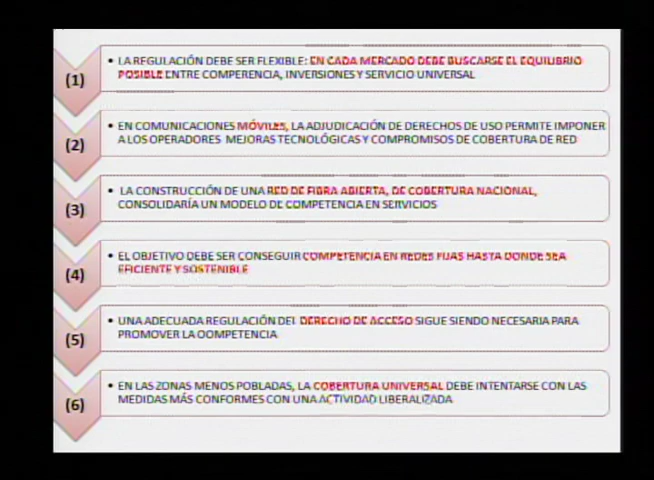 (1)
• LA REGULACIÓN DEBE SER FLEXIBLE: EN CADA MERCADO DEBE BUSCARSE EL EQUILIBRIO
POSIBLE ENTRE COMPERENCIA, INVERSIONES Y SERVICIO UNIVERSAL
(2)
• EN COMUNICACIONES MÓVILES, LA ADJUDICACIÓN DE DERECHOS DE USO PERMITE IMPONER
A LOS OPERADORES MEJORAS TECNOLÓGICAS Y COMPROMISOS DE COBERTURA DE RED
(3)
• LA CONSTRUCCIÓN DE UNA RED DE FIBRA ABIERTA, DE COBERTURA NACIONAL,
CONSOLIDARÍA UN MODELO DE COMPETENCIA EN SERVICIOS
(4)
• EL OBJETIVO DEBE SER CONSEGUIR COMPETENCIA EN REDES FIJAS HASTA DONDE SEA
EFICIENTE Y SOSTENIBLE
(5)
• UNA ADECUADA REGULACIÓN DEL DERECHO DE ACCESO SIGUE SIENDO NECESARIA PARA
PROMOVER LA COMPETENCIA
(6)
• EN LAS ZONAS MENOS POBLADAS, LA COBERTURA UNIVERSAL DEBE INTENTARSE CON LAS
MEDIDAS MÁS CONFORMES CON UNA ACTIVIDAD LIBERALIZADA